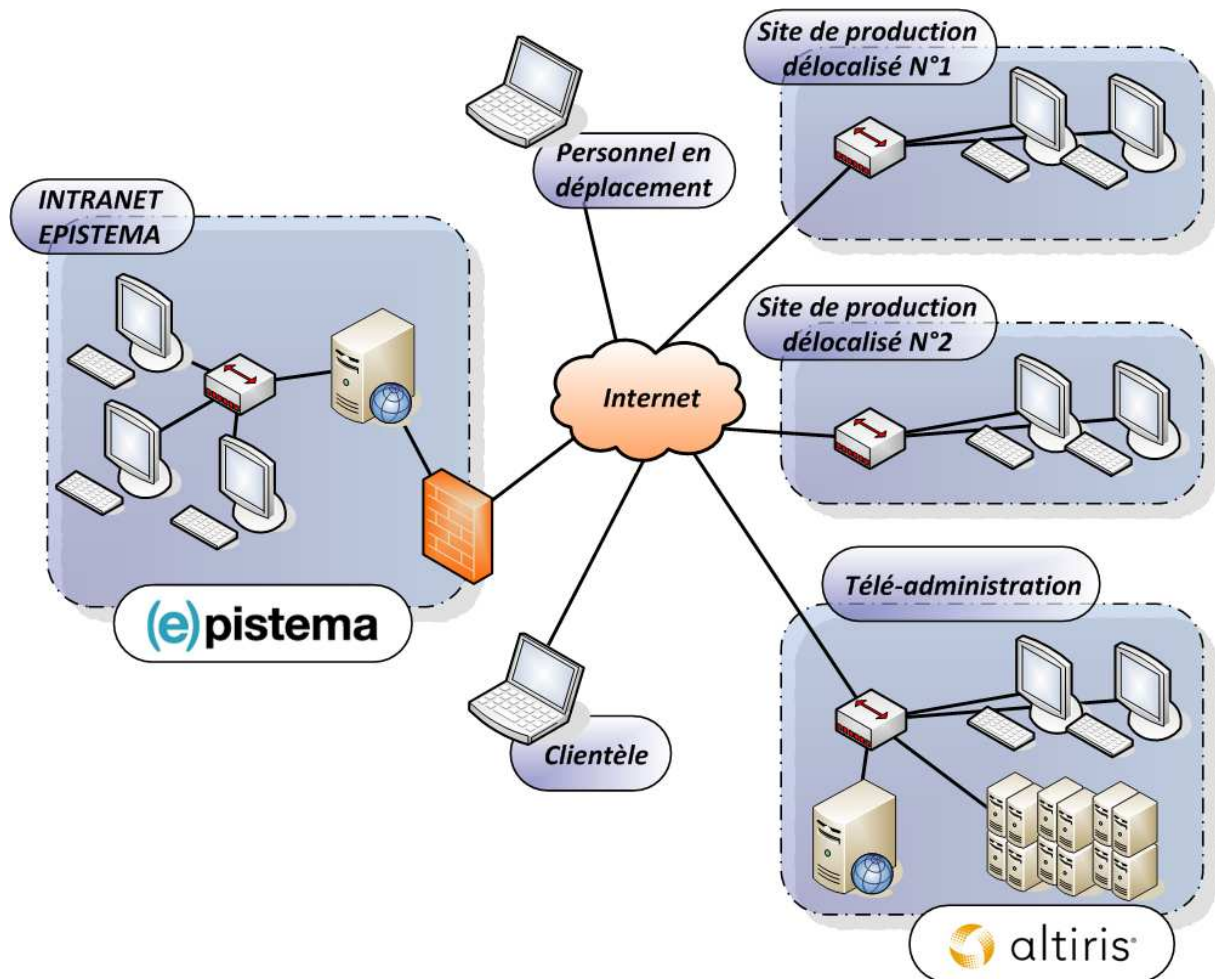 Site de production
délocalisé N°1
Personnel en
déplacement
INTRANET
EPISTEMA
Site de production
délocalisé N°2
Internet
Télé-administration
(e)pistema
Clientèle
altiris®